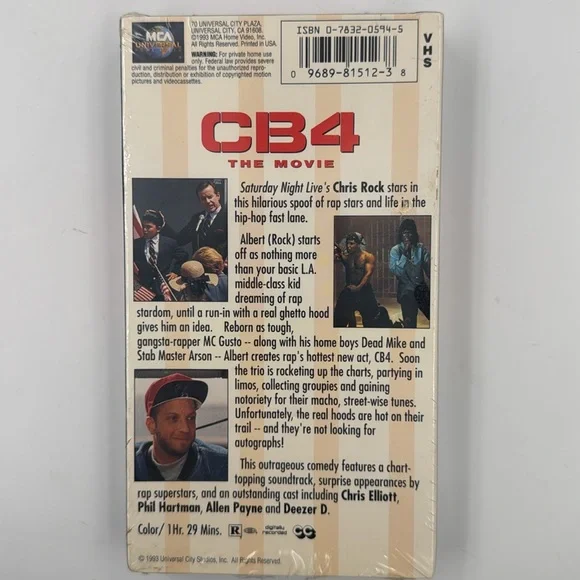 MCA
UNIVERSAL
70 UNIVERSAL CITY PLAZA,
UNIVERSAL CITY, CA 91608.
©1993 MCA Home Video, Inc.
All Rights Reserved. Printed in USA.
WARNING: For private home use
only. Federal law provides severe
civil and criminal penalties for the unauthorized repro-
duction, distribution or exhibition of copyrighted motion
pictures and videocassettes.
ISBN 0-7832-0594-5
0 9689-81512-3 8
VHS
CB4
THE MOVIE
Saturday Night Live's Chris Rock stars in
this hilarious spoof of rap stars and life in the
hip-hop fast lane.
Albert (Rock) starts
off as nothing more
than your basic L.A.
middle-class kid
dreaming of rap
stardom, until a run-in with a real ghetto hood
gives him an idea. Reborn as tough,
gangsta-rapper MC Gusto -- along with his home boys Dead Mike and
Stab Master Arson -- Albert creates rap's hottest new act, CB4. Soon
the trio is rocketing up the charts, partying in
limos, collecting groupies and gaining
notoriety for their macho, street-wise tunes.
Unfortunately, the real hoods are hot on their
trail -- and they're not looking for
autographs!
This outrageous comedy features a chart-
topping soundtrack, surprise appearances by
rap superstars, and an outstanding cast including Chris Elliott,
Phil Hartman, Allen Payne and Deezer D.
Color/ 1 Hr. 29 Mins. R digitally recorded CC
© 1993 Universal City Studios, Inc. All Rights Reserved.